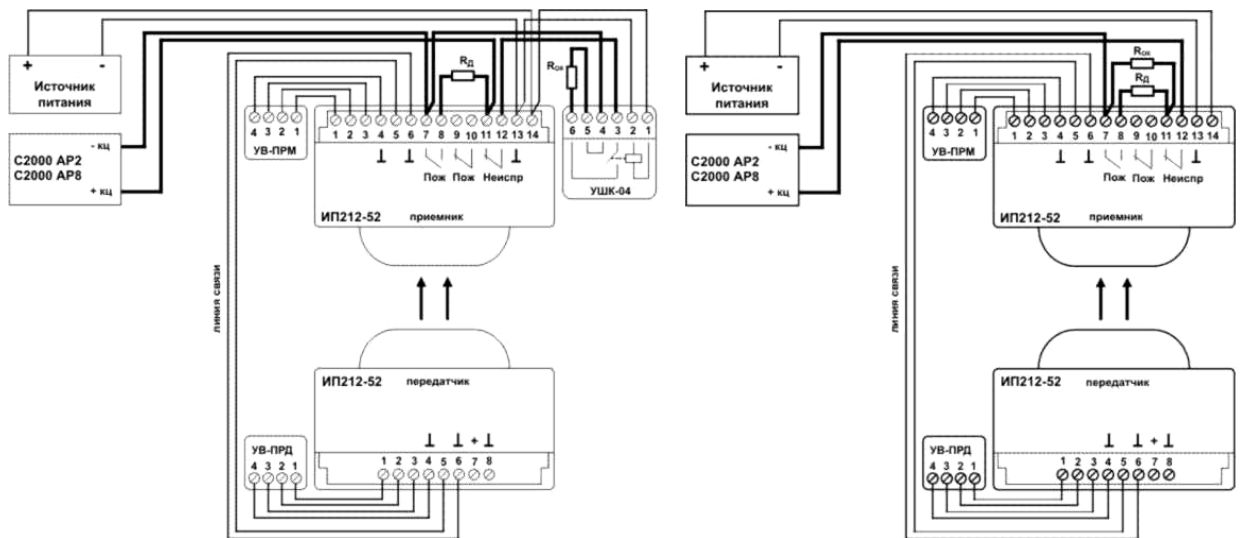 + -
Источник
питания
- кц
С2000 АР2
С2000 АР8
+ кц
4 3 2 1
УВ-ПРМ
Rд
1 2 3 4 5 6 7 8 9 10 11 12 13 14
Пож Пож Неиспр
ИП212-52 приемник
Rок
6 5 4 3 2 1
УШК-04
линия связи
ИП212-52 передатчик
+
1 2 3 4 5 6 7 8
УВ-ПРД
4 3 2 1
+ -
Источник
питания
- кц
С2000 АР2
С2000 АР8
+ кц
4 3 2 1
УВ-ПРМ
Rок
Rд
1 2 3 4 5 6 7 8 9 10 11 12 13 14
Пож Пож Неиспр
ИП212-52 приемник
линия связи
ИП212-52 передатчик
+
1 2 3 4 5 6 7 8
УВ-ПРД
4 3 2 1